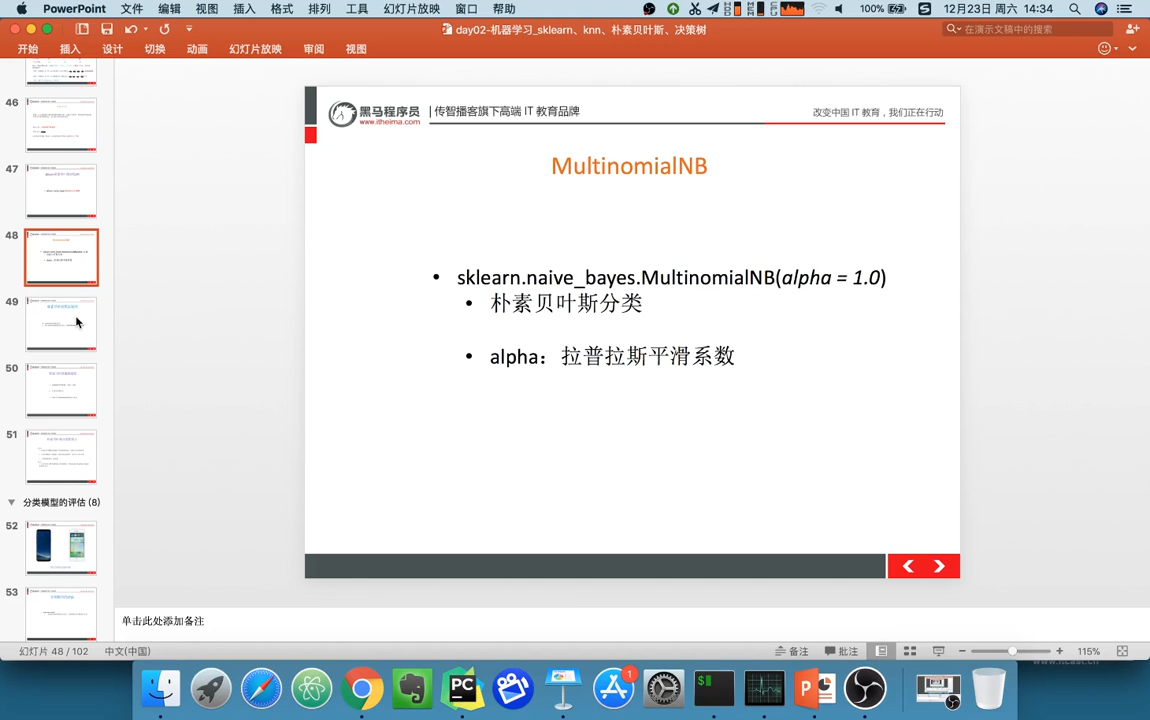 PowerPoint 文件 编辑 视图 插入 格式 排列 工具 幻灯片放映 窗口 帮助 100% 12月23日 周六 14:34
day02-机器学习_sklearn、knn、朴素贝叶斯、决策树
在演示文稿中的搜索
开始 插入 设计 切换 动画 幻灯片放映 审阅 视图
46
47
48
49
50
51
分类模型的评估 (8)
52
53
黑马程序员
www.itheima.com
传智播客旗下高端 IT 教育品牌
改变中国 IT 教育，我们正在行动
MultinomialNB
• sklearn.naive_bayes.MultinomialNB(alpha = 1.0)
• 朴素贝叶斯分类
• alpha：拉普拉斯平滑系数
单击此处添加备注
幻灯片 48 / 102 中文(中国) 备注 批注 115%
www.itcast.cn
PC
1
$
P